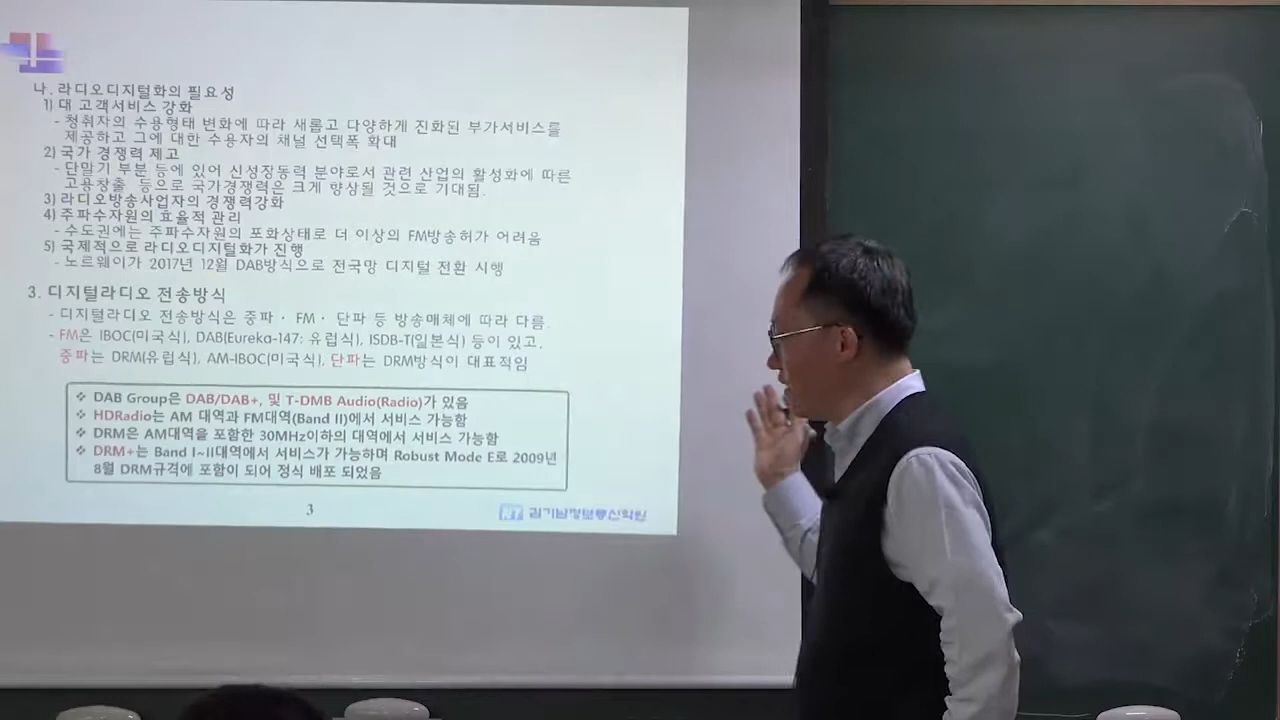 나. 라디오디지털화의 필요성
1) 대 고객서비스 강화
- 청취자의 수용형태 변화에 따라 새롭고 다양하게 진화된 부가서비스를
제공하고 그에 대한 수용자의 채널 선택폭 확대
2) 국가 경쟁력 제고
- 단말기 부분 등에 있어 신성장동력 분야로서 관련 산업의 활성화에 따른
고용창출 등으로 국가경쟁력은 크게 향상될 것으로 기대됨.
3) 라디오방송사업자의 경쟁력강화
4) 주파수자원의 효율적 관리
- 수도권에는 주파수자원의 포화상태로 더 이상의 FM방송허가 어려움
5) 국제적으로 라디오디지털화가 진행
- 노르웨이가 2017년 12월 DAB방식으로 전국망 디지털 전환 시행
3. 디지털라디오 전송방식
- 디지털라디오 전송방식은 중파· FM· 단파 등 방송매체에 따라 다름.
- FM은 IBOC(미국식), DAB(Eureka-147: 유럽식), ISDB-T(일본식) 등이 있고,
중파는 DRM(유럽식), AM-IBOC(미국식), 단파는 DRM방식이 대표적임
❖ DAB Group은 DAB/DAB+, 및 T-DMB Audio(Radio)가 있음
❖ HDRadio는 AM 대역과 FM대역(Band II)에서 서비스 가능함
❖ DRM은 AM대역을 포함한 30MHz이하의 대역에서 서비스 가능함
❖ DRM+는 Band I~II대역에서 서비스가 가능하며 Robust Mode E로 2009년
8월 DRM규격에 포함이 되어 정식 배포 되었음
3
김기남정보통신학원